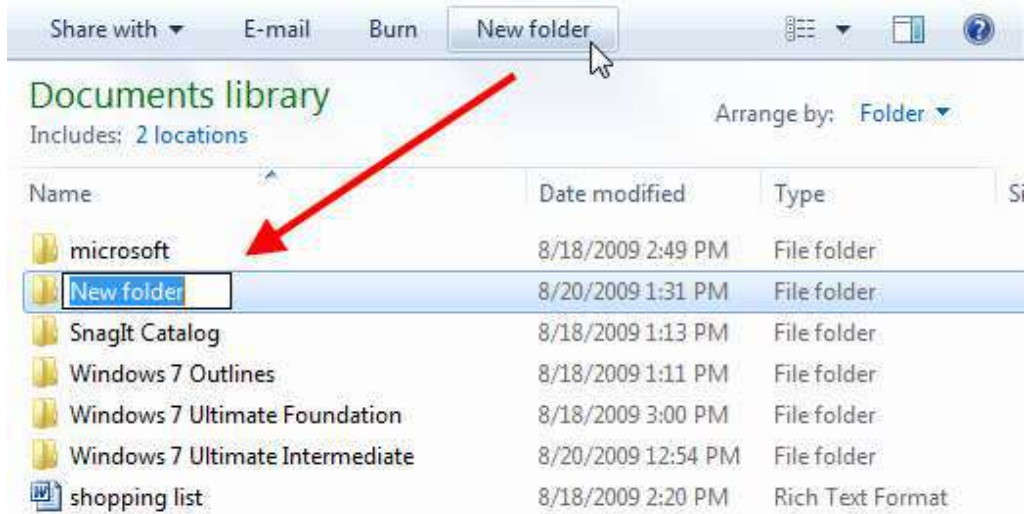 Share with E-mail Burn New folder
Documents library
Includes: 2 locations
Arrange by: Folder
Name Date modified Type Si
microsoft 8/18/2009 2:49 PM File folder
New folder 8/20/2009 1:31 PM File folder
SnagIt Catalog 8/18/2009 1:13 PM File folder
Windows 7 Outlines 8/18/2009 1:11 PM File folder
Windows 7 Ultimate Foundation 8/18/2009 3:00 PM File folder
Windows 7 Ultimate Intermediate 8/20/2009 12:54 PM File folder
shopping list 8/18/2009 2:20 PM Rich Text Format